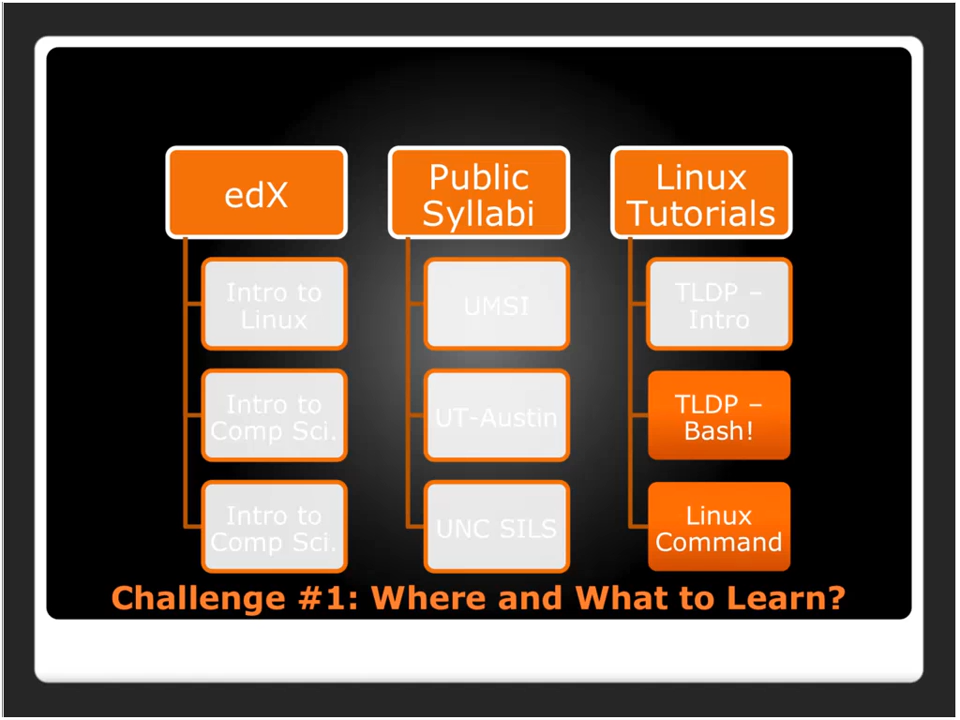 edX
Intro to
Linux
Intro to
Comp Sci.
Intro to
Comp Sci.
Public
Syllabi
UMSI
UT-Austin
UNC SILS
Linux
Tutorials
TLDP –
Intro
TLDP –
Bash!
Linux
Command
Challenge #1: Where and What to Learn?